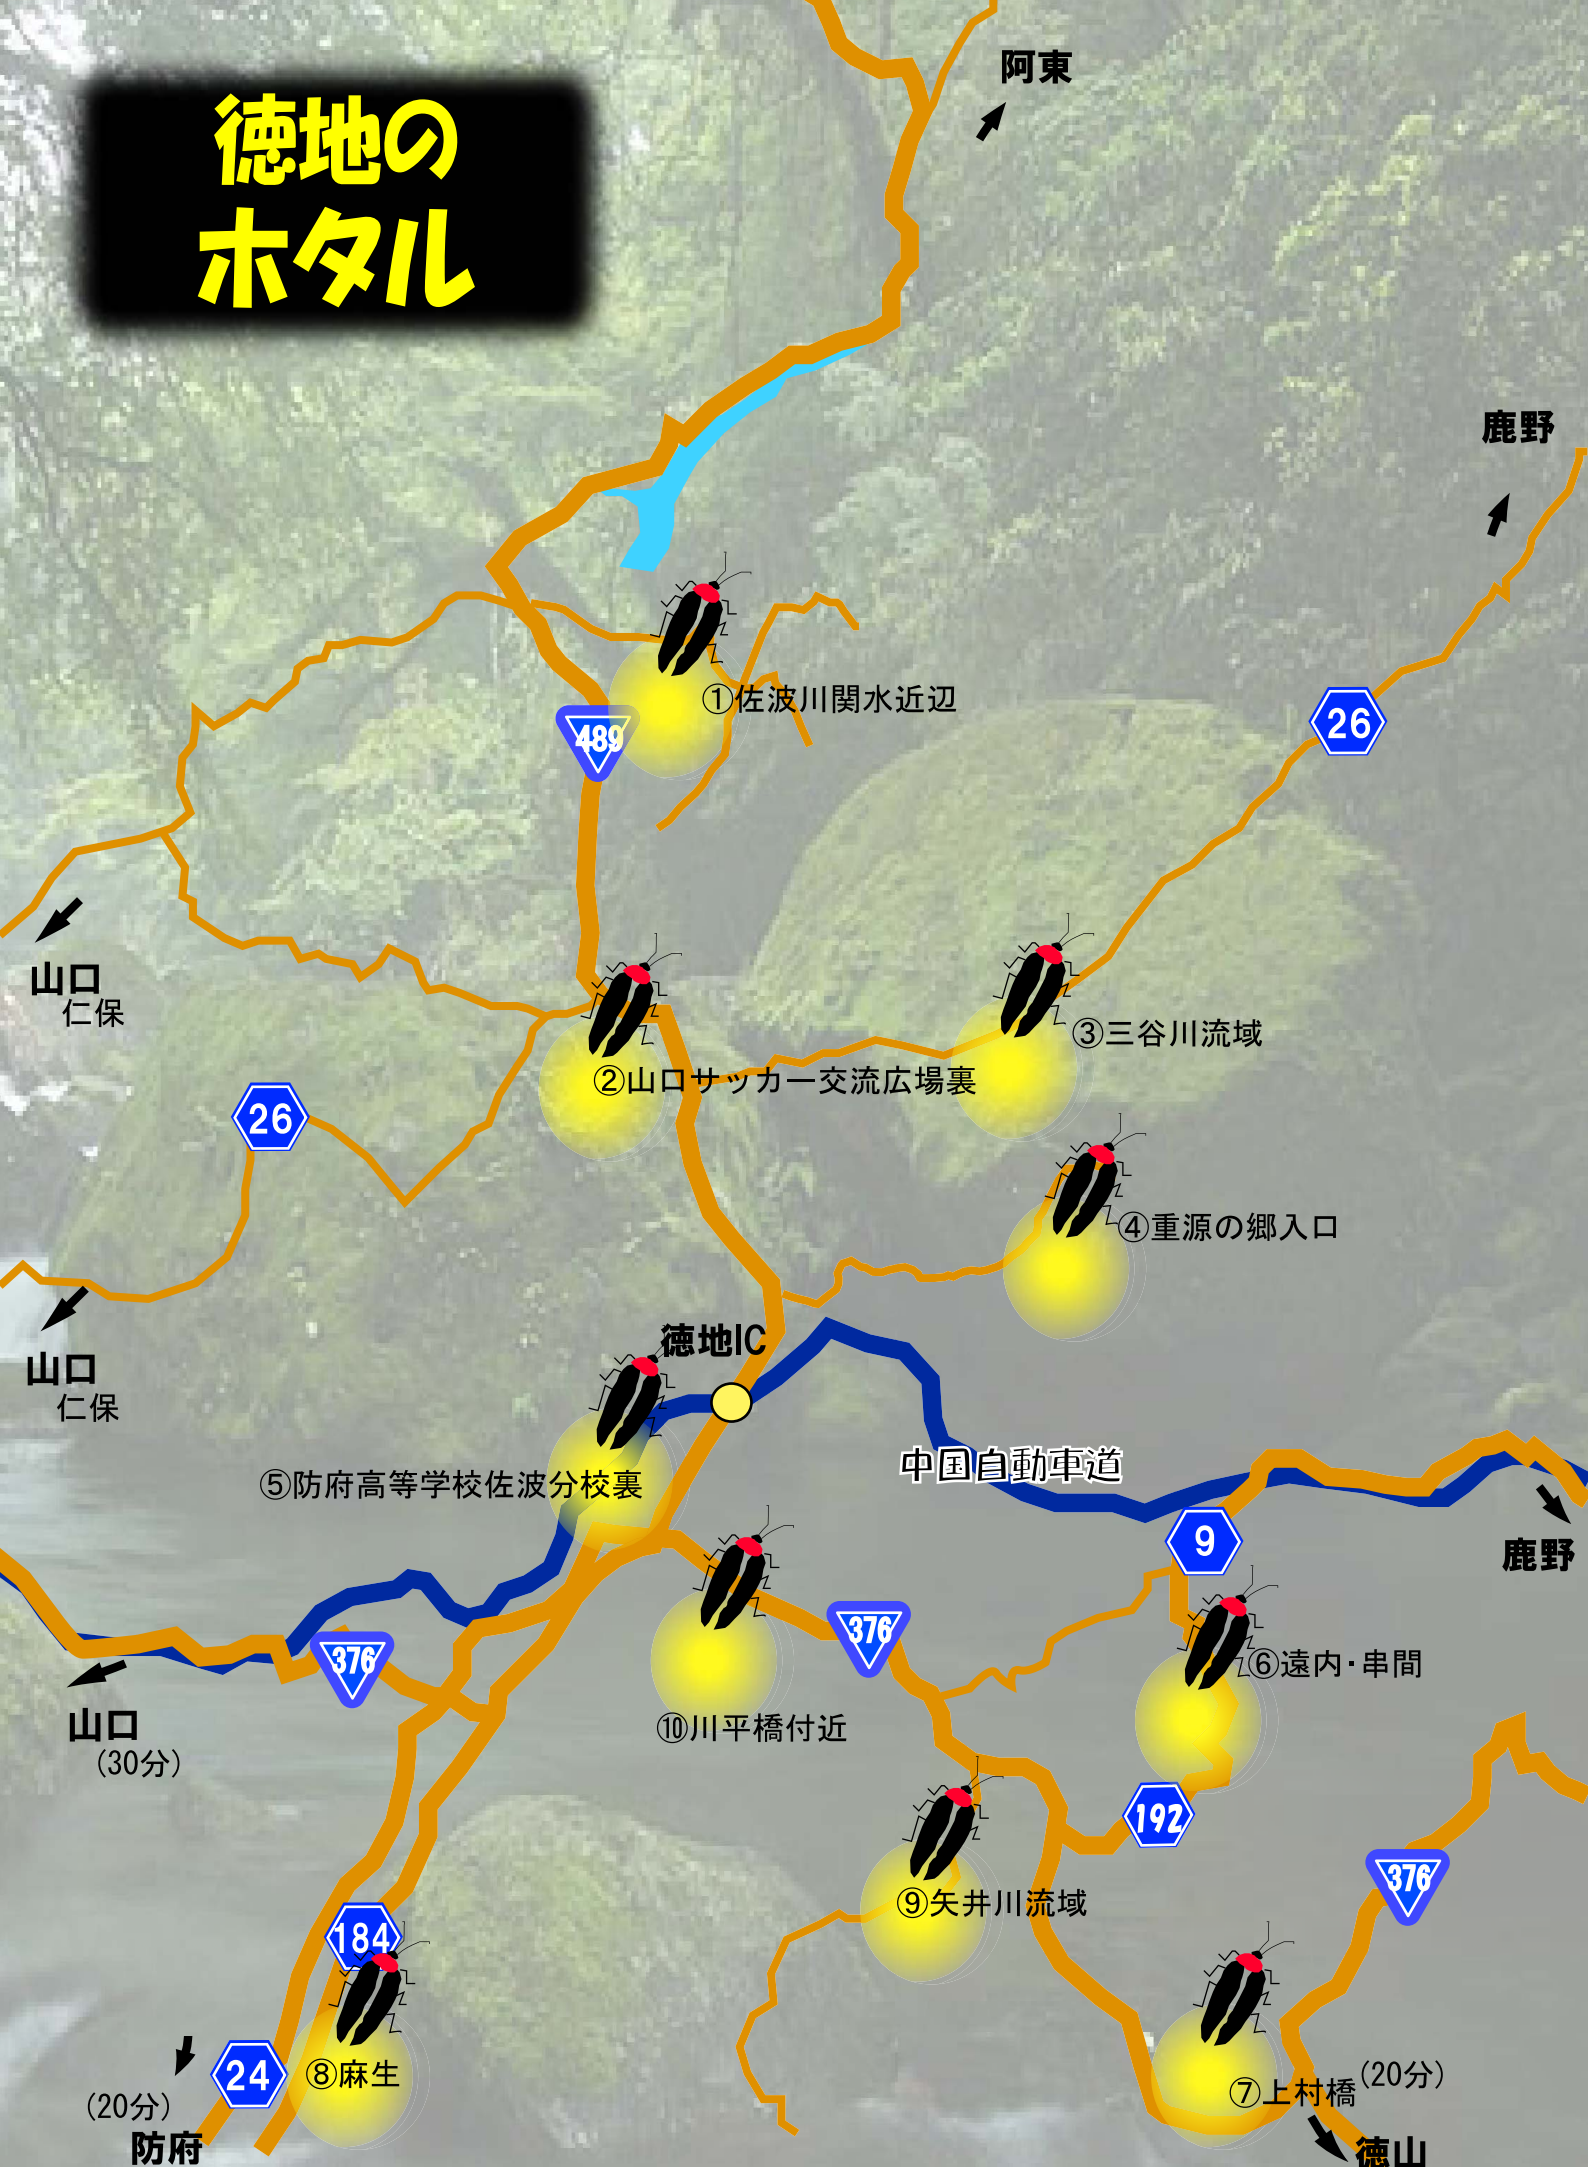 徳地の
ホタル
阿東
鹿野
①佐波川関水近辺
489
26
山口
仁保
③三谷川流域
②山口サッカー交流広場裏
26
④重源の郷入口
徳地IC
山口
仁保
中国自動車道
⑤防府高等学校佐波分校裏
9
鹿野
376
376
⑥遠内・串間
山口
(30分)
⑩川平橋付近
192
376
⑨矢井川流域
184
24
⑧麻生
(20分)
⑦上村橋
(20分)
防府
徳山